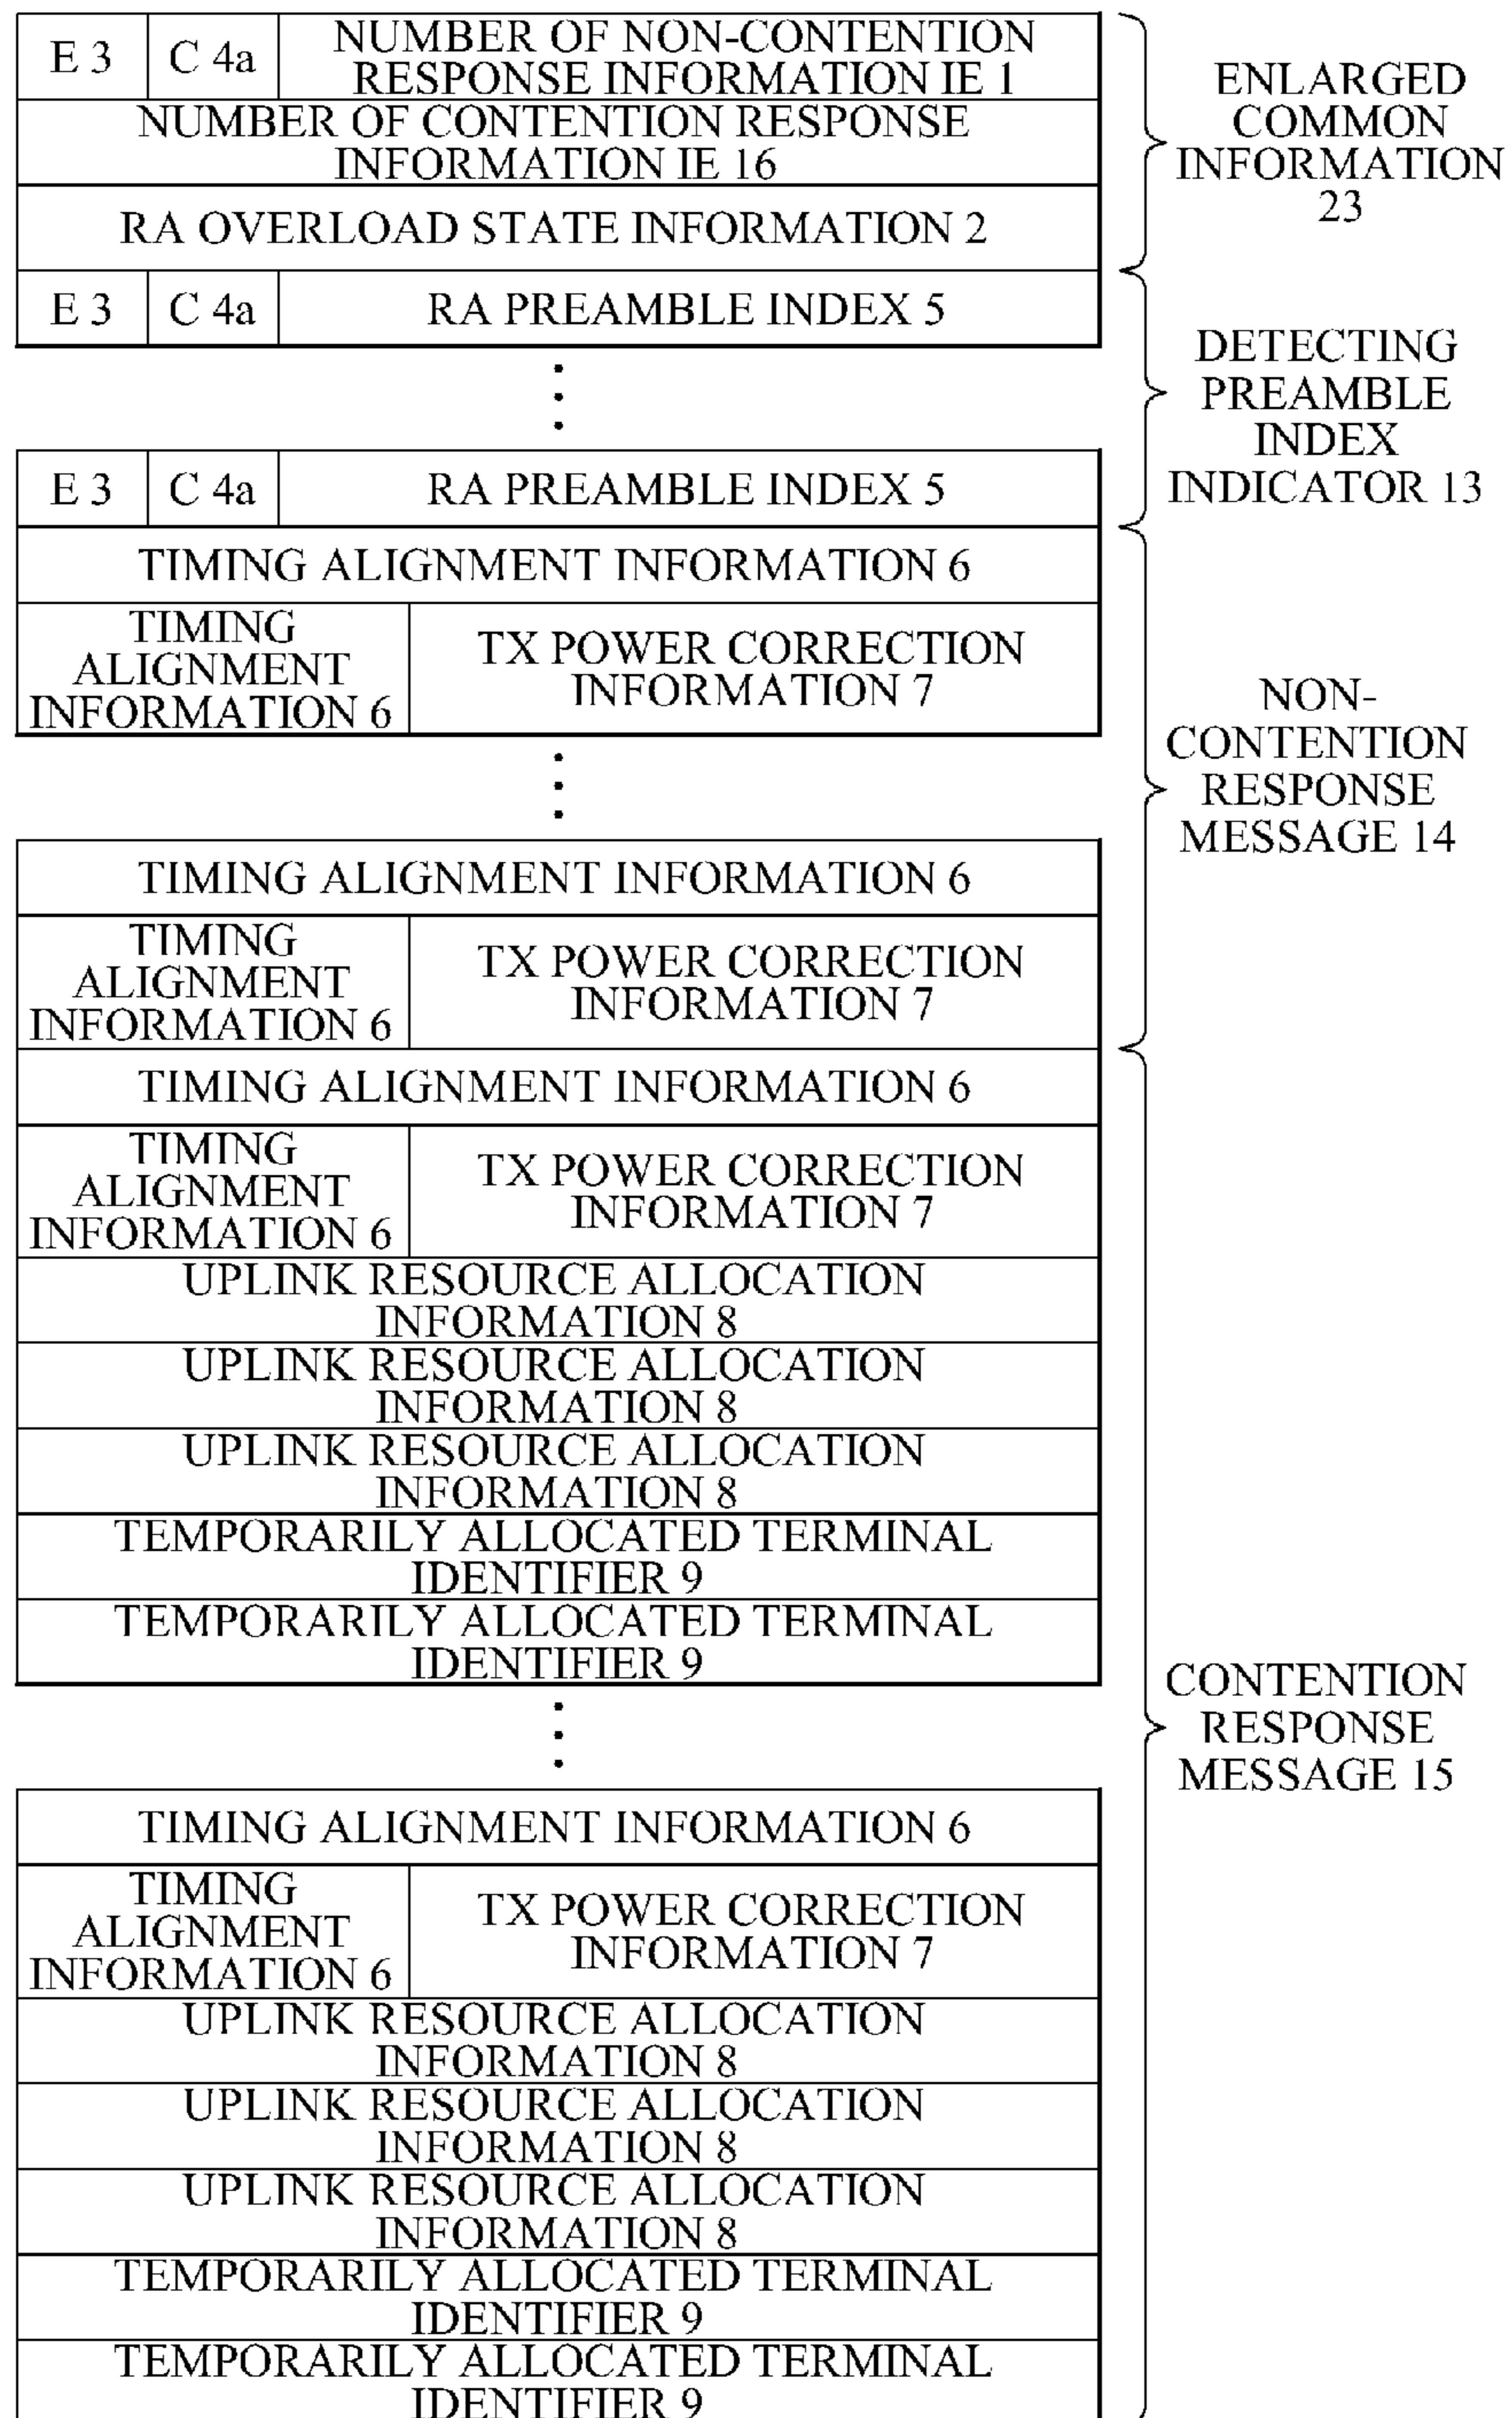 E 3
C 4a
NUMBER OF NON-CONTENTION
RESPONSE INFORMATION IE 1
NUMBER OF CONTENTION RESPONSE
INFORMATION IE 16
RA OVERLOAD STATE INFORMATION 2
ENLARGED
COMMON
INFORMATION
23
E 3
C 4a
RA PREAMBLE INDEX 5
E 3
C 4a
RA PREAMBLE INDEX 5
DETECTING
PREAMBLE
INDEX
INDICATOR 13
TIMING ALIGNMENT INFORMATION 6
TIMING
ALIGNMENT
INFORMATION 6
TX POWER CORRECTION
INFORMATION 7
TIMING ALIGNMENT INFORMATION 6
TIMING
ALIGNMENT
INFORMATION 6
TX POWER CORRECTION
INFORMATION 7
NON-
CONTENTION
RESPONSE
MESSAGE 14
TIMING ALIGNMENT INFORMATION 6
TIMING
ALIGNMENT
INFORMATION 6
TX POWER CORRECTION
INFORMATION 7
UPLINK RESOURCE ALLOCATION
INFORMATION 8
UPLINK RESOURCE ALLOCATION
INFORMATION 8
UPLINK RESOURCE ALLOCATION
INFORMATION 8
TEMPORARILY ALLOCATED TERMINAL
IDENTIFIER 9
TEMPORARILY ALLOCATED TERMINAL
IDENTIFIER 9
CONTENTION
RESPONSE
MESSAGE 15
TIMING ALIGNMENT INFORMATION 6
TIMING
ALIGNMENT
INFORMATION 6
TX POWER CORRECTION
INFORMATION 7
UPLINK RESOURCE ALLOCATION
INFORMATION 8
UPLINK RESOURCE ALLOCATION
INFORMATION 8
UPLINK RESOURCE ALLOCATION
INFORMATION 8
TEMPORARILY ALLOCATED TERMINAL
IDENTIFIER 9
TEMPORARILY ALLOCATED TERMINAL
IDENTIFIER 9